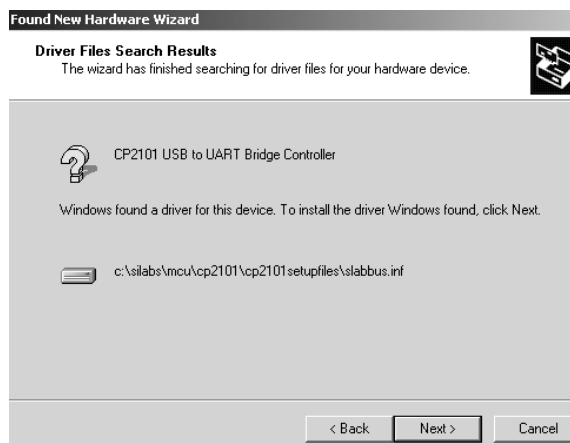 Found New Hardware Wizard
Driver Files Search Results
The wizard has finished searching for driver files for your hardware device.
CP2101 USB to UART Bridge Controller
Windows found a driver for this device. To install the driver Windows found, click Next.
c:\silabs\mcu\cp2101\cp2101setupfiles\slabbus.inf
< Back
Next >
Cancel